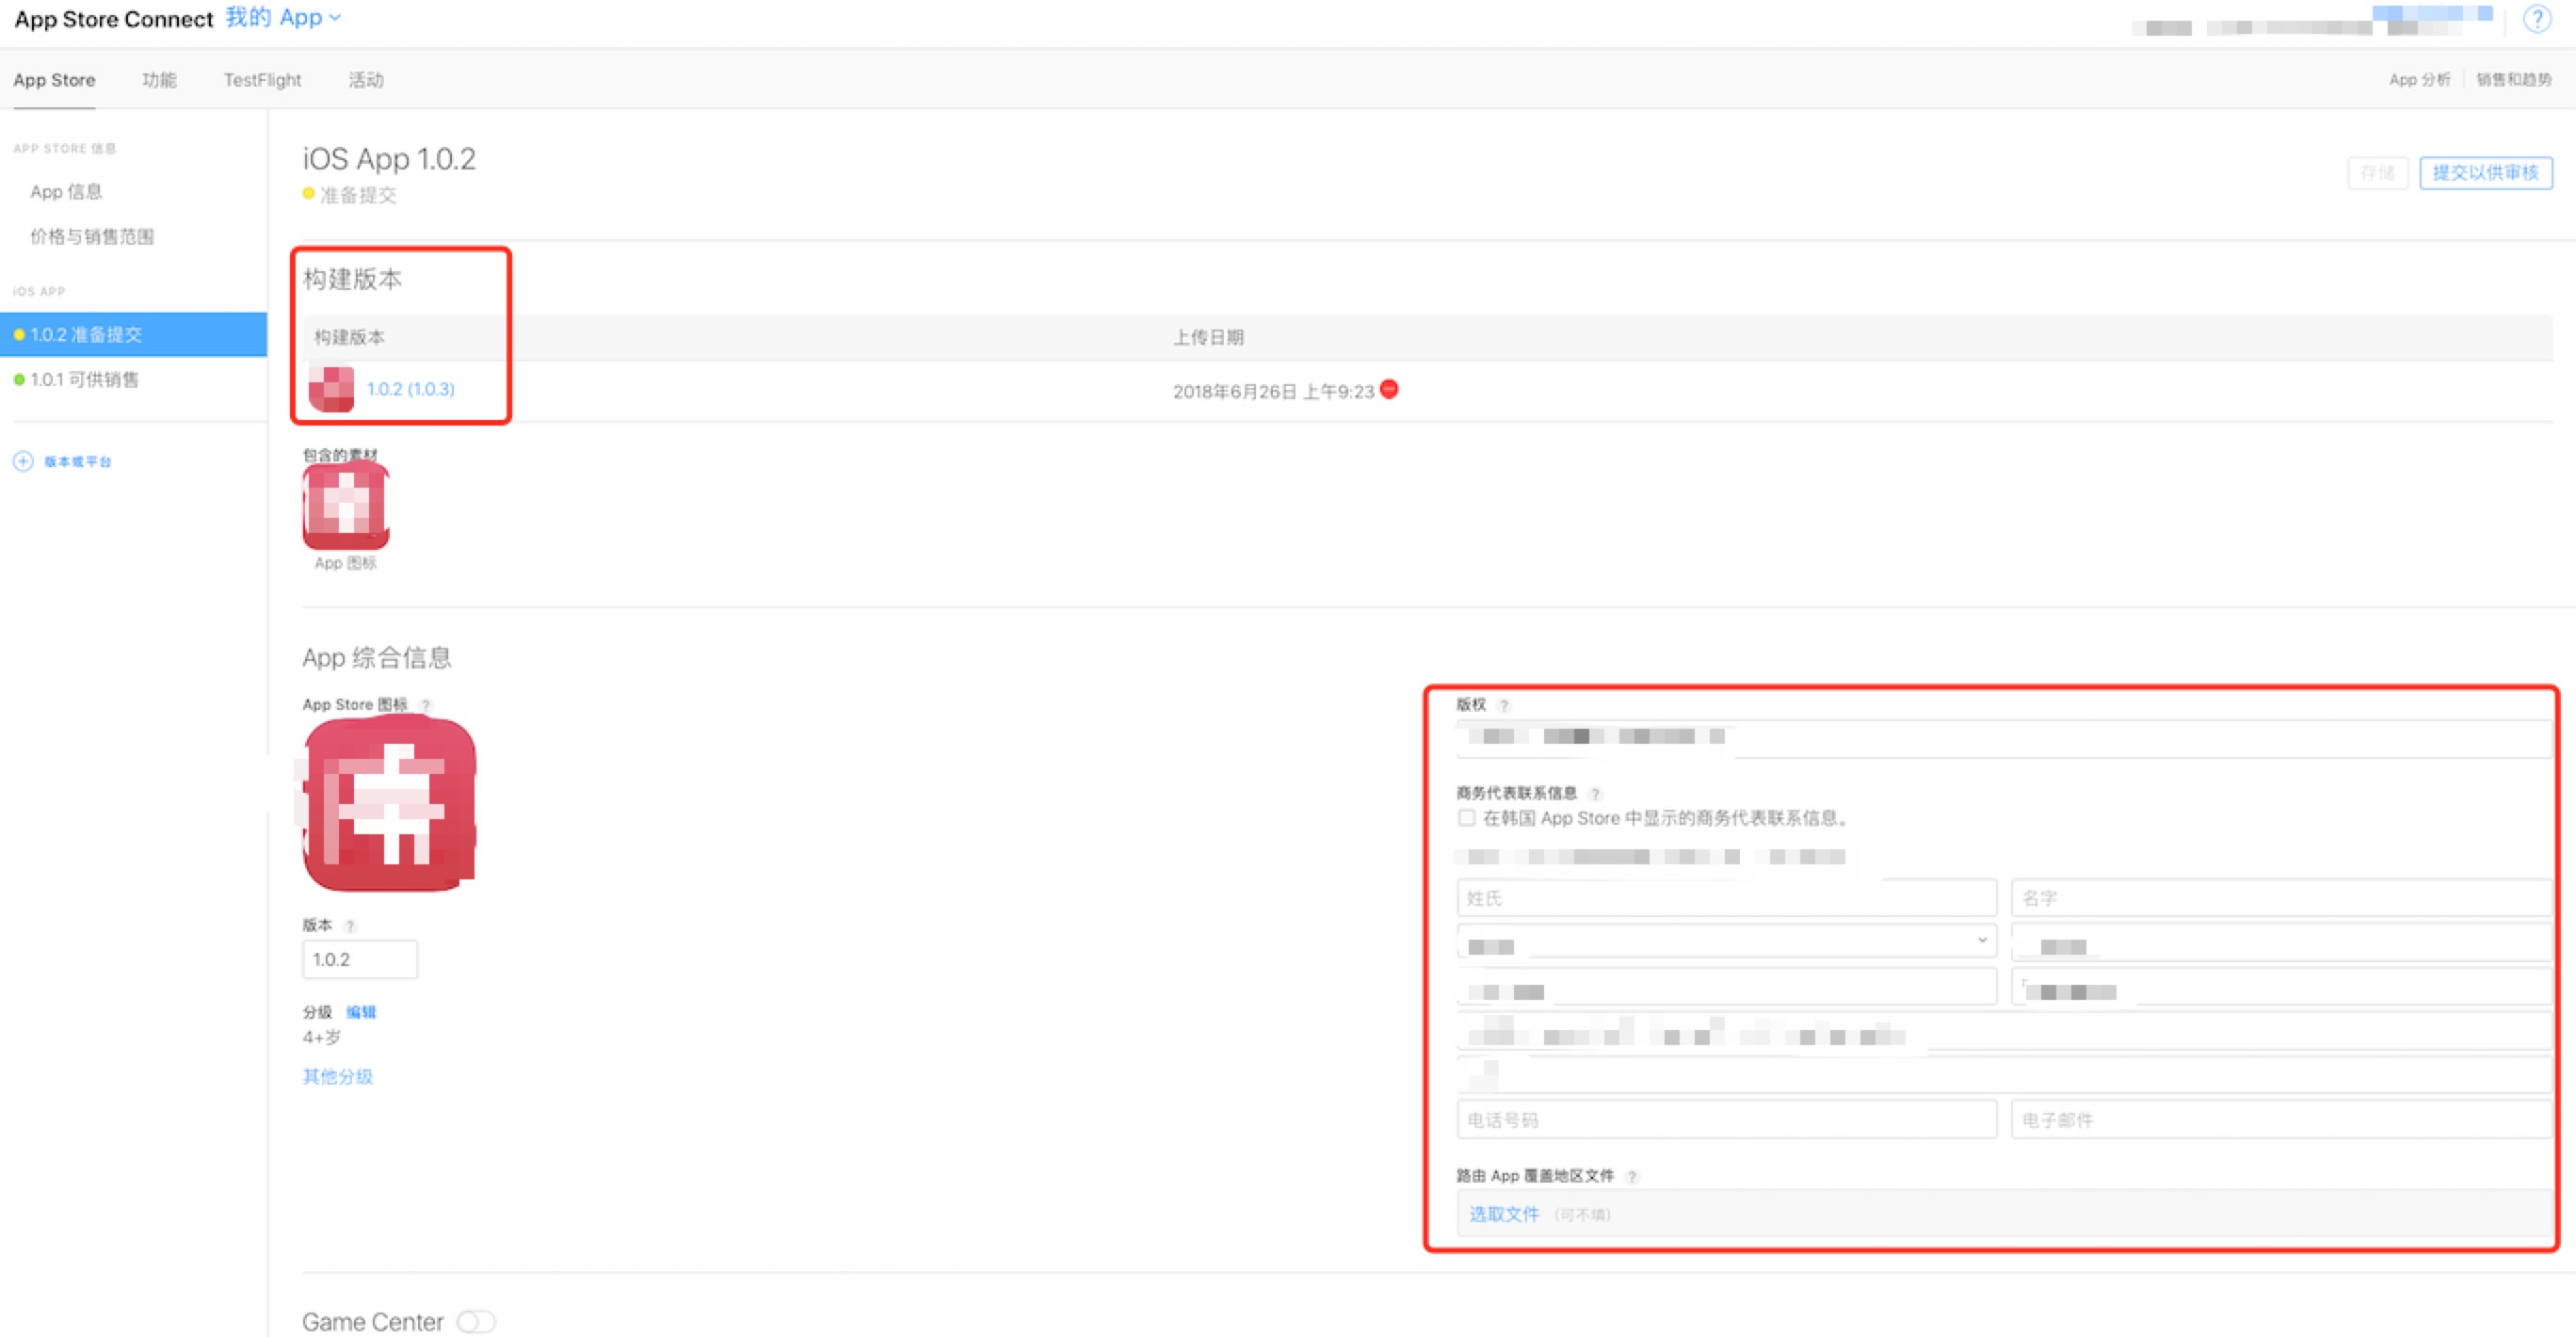 App Store Connect 我的 App
?
App Store 功能 TestFlight 活动
App 分析 销售和趋势
APP STORE 信息
App 信息
价格与销售范围
iOS APP
1.0.2 准备提交
1.0.1 可供销售
版本或平台
iOS App 1.0.2
准备提交
存储 提交以供审核
构建版本
构建版本 上传日期
1.0.2 (1.0.3) 2018年6月26日 上午9:23
包含的素材
App 图标
App 综合信息
App Store 图标 ?
版本 ?
1.0.2
分级 编辑
4+岁
其他分级
版权 ?
商务代表联系信息 ?
在韩国 App Store 中显示的商务代表联系信息。
姓氏 名字
电话号码 电子邮件
路由 App 覆盖地区文件 ?
选取文件 (可不填)
Game Center